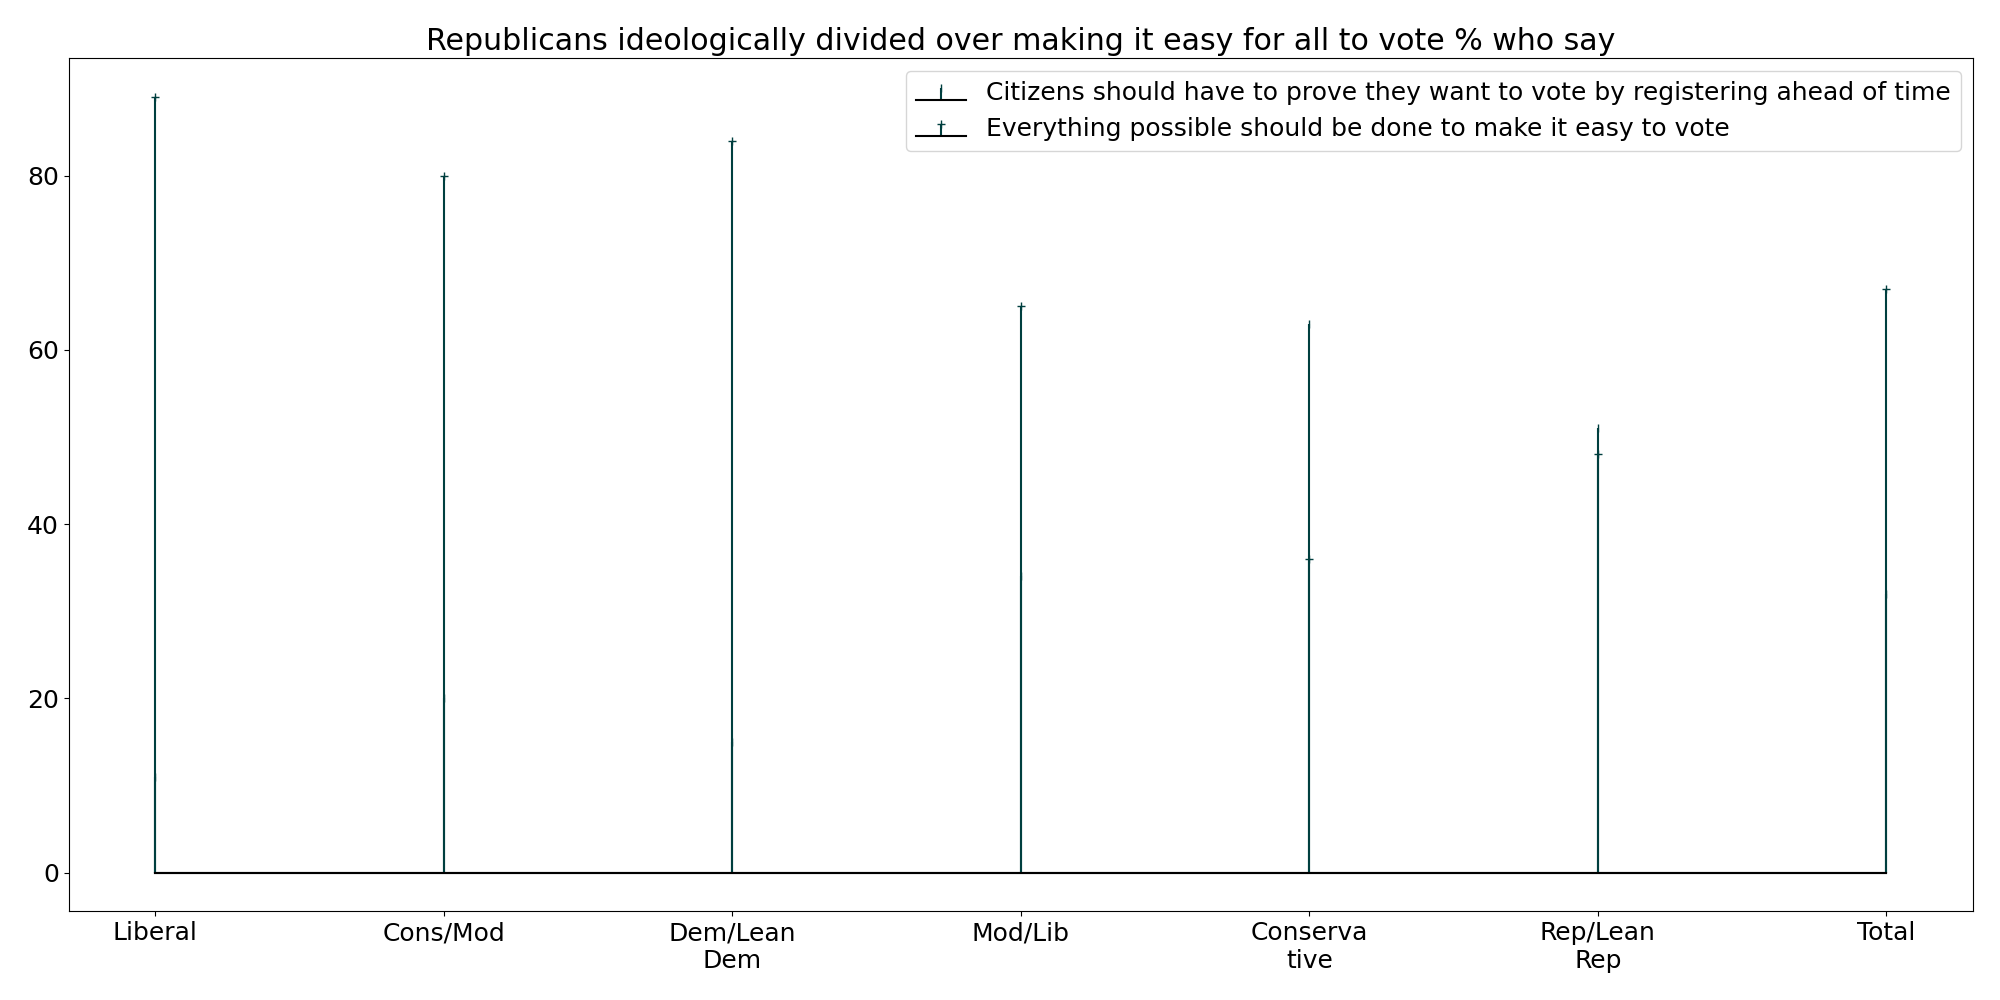 Republicans ideologically divided over making it easy for all to vote % who say
Citizens should have to prove they want to vote by registering ahead of time
Everything possible should be done to make it easy to vote
80
60
40
20
0
Liberal
Cons/Mod
Dem/Lean
Dem
Mod/Lib
Conserva
tive
Rep/Lean
Rep
Total